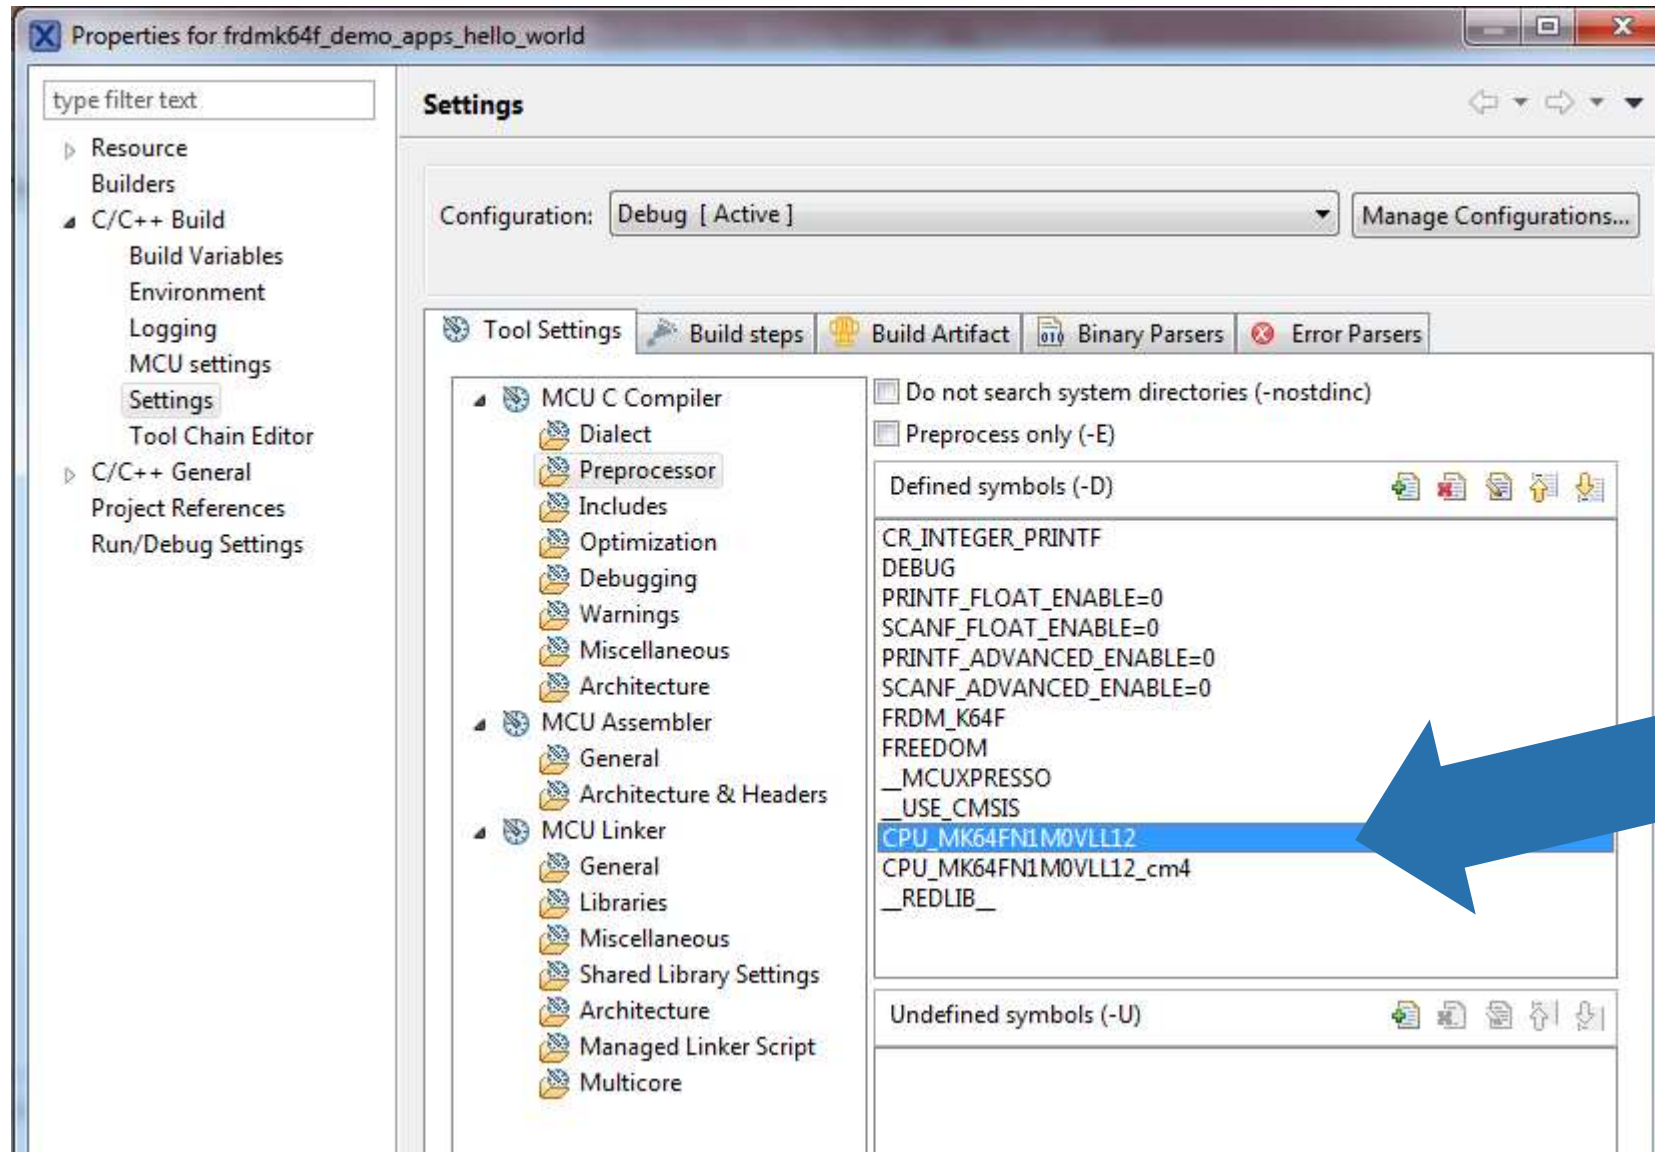 Properties for frdmk64f_demo_apps_hello_world
type filter text
Resource
Builders
C/C++ Build
Build Variables
Environment
Logging
MCU settings
Settings
Tool Chain Editor
C/C++ General
Project References
Run/Debug Settings
Settings
Configuration: Debug [ Active ] Manage Configurations...
Tool Settings Build steps Build Artifact Binary Parsers Error Parsers
MCU C Compiler
Dialect
Preprocessor
Includes
Optimization
Debugging
Warnings
Miscellaneous
Architecture
MCU Assembler
General
Architecture & Headers
MCU Linker
General
Libraries
Miscellaneous
Shared Library Settings
Architecture
Managed Linker Script
Multicore
Do not search system directories (-nostdinc)
Preprocess only (-E)
Defined symbols (-D)
CR_INTEGER_PRINTF
DEBUG
PRINTF_FLOAT_ENABLE=0
SCANF_FLOAT_ENABLE=0
PRINTF_ADVANCED_ENABLE=0
SCANF_ADVANCED_ENABLE=0
FRDM_K64F
FREEDOM
__MCUXPRESSO
__USE_CMSIS
CPU_MK64FN1M0VLL12
CPU_MK64FN1M0VLL12_cm4
__REDLIB__
Undefined symbols (-U)